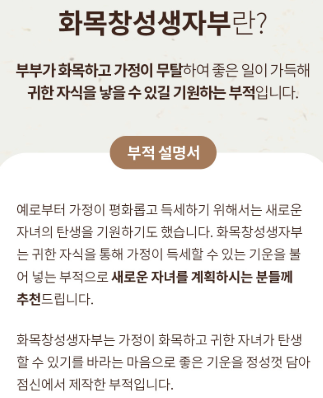 화목창성생자부란?
부부가 화목하고 가정이 무탈하여 좋은 일이 가득해
귀한 자식을 낳을 수 있길 기원하는 부적입니다.
부적 설명서
예로부터 가정이 평화롭고 득세하기 위해서는 새로운
자녀의 탄생을 기원하기도 했습니다. 화목창성생자부
는 귀한 자식을 통해 가정이 득세할 수 있는 기운을 불
어 넣는 부적으로 새로운 자녀를 계획하시는 분들께
추천드립니다.
화목창성생자부는 가정이 화목하고 귀한 자녀가 탄생
할 수 있기를 바라는 마음으로 좋은 기운을 정성껏 담아
점신에서 제작한 부적입니다.